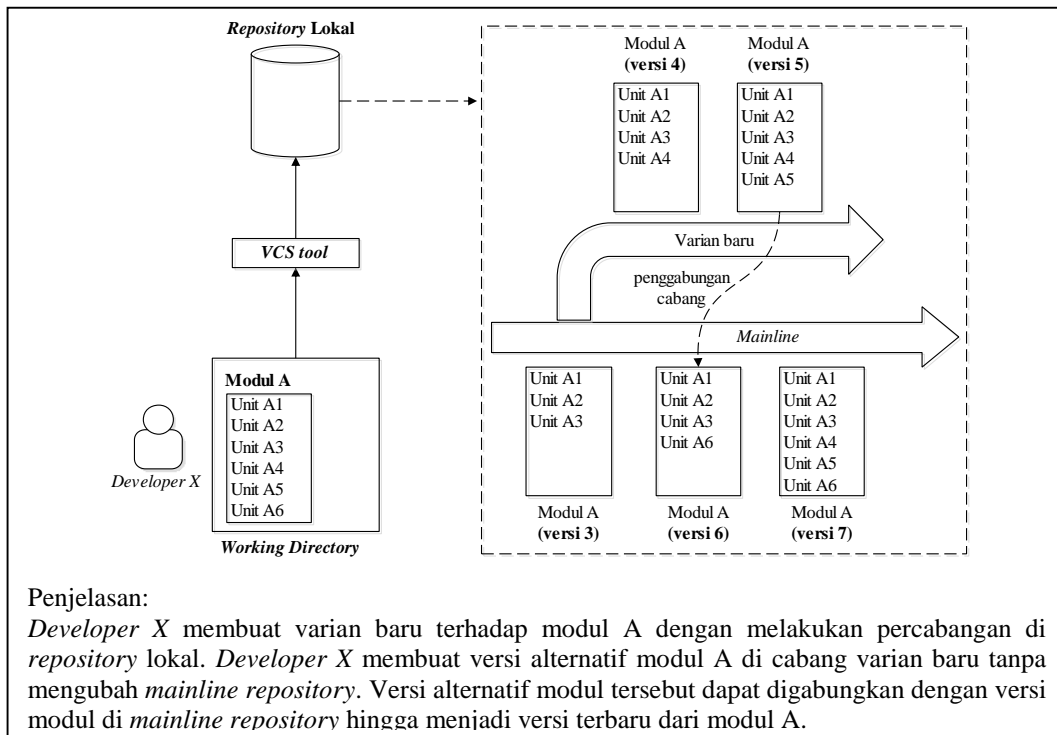 Repository Lokal
VCS tool
Modul A
Unit A1
Unit A2
Unit A3
Unit A4
Unit A5
Unit A6
Developer X
Working Directory
Modul A
(versi 4)
Unit A1
Unit A2
Unit A3
Unit A4
Modul A
(versi 5)
Unit A1
Unit A2
Unit A3
Unit A4
Unit A5
Varian baru
penggabungan
cabang
Mainline
Unit A1
Unit A2
Unit A3
Modul A
(versi 3)
Unit A1
Unit A2
Unit A3
Unit A6
Modul A
(versi 6)
Unit A1
Unit A2
Unit A3
Unit A4
Unit A5
Unit A6
Modul A
(versi 7)
Penjelasan:
Developer X membuat varian baru terhadap modul A dengan melakukan percabangan di
repository lokal. Developer X membuat versi alternatif modul A di cabang varian baru tanpa
mengubah mainline repository. Versi alternatif modul tersebut dapat digabungkan dengan versi
modul di mainline repository hingga menjadi versi terbaru dari modul A.